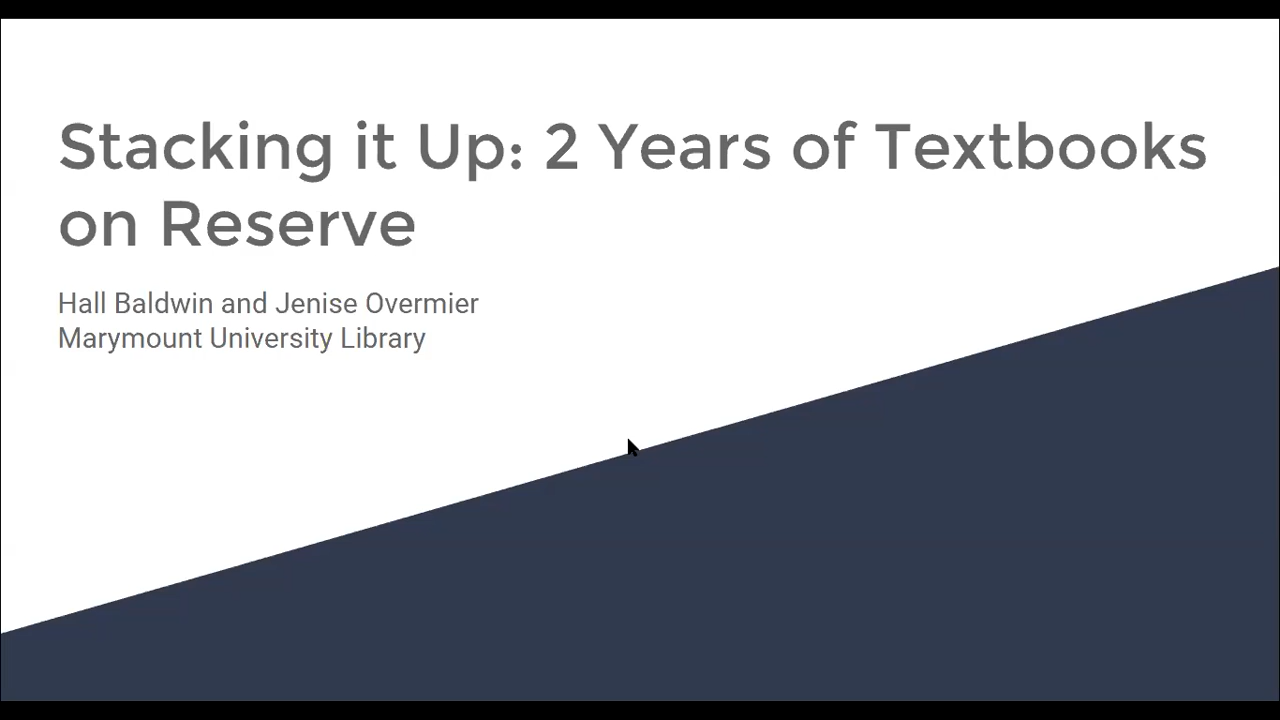 Stacking it Up: 2 Years of Textbooks
on Reserve
Hall Baldwin and Jenise Overmier
Marymount University Library